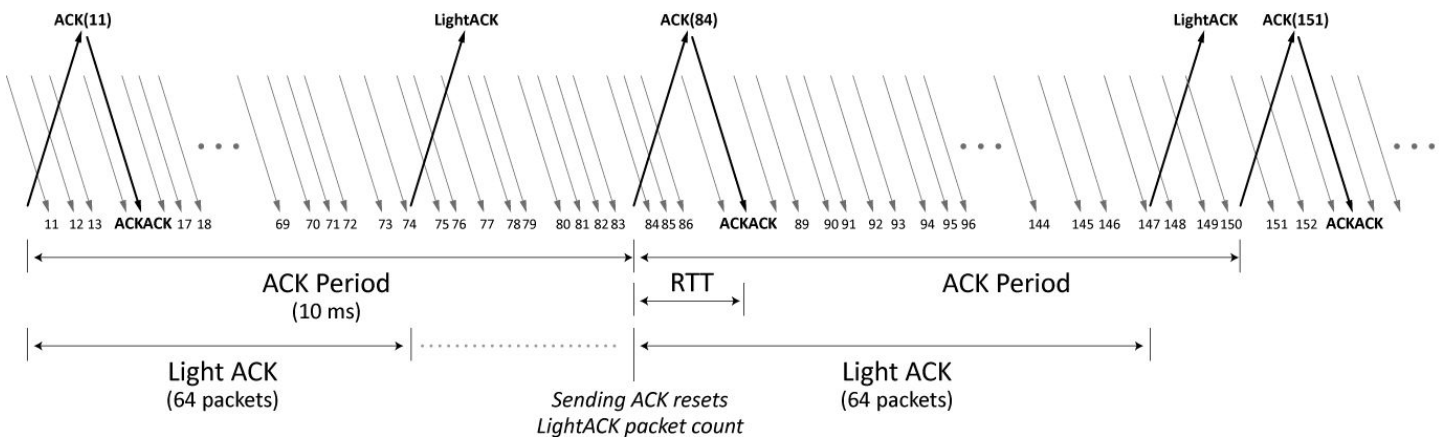 ACK(11) LightACK ACK(84) LightACK ACK(151)
11 12 13 ACKACK 17 18 69 70 71 72 73 74 75 76 77 78 79 80 81 82 83 84 85 86 ACKACK 89 90 91 92 93 94 95 96 144 145 146 147 148 149 150 151 152 ACKACK
ACK Period RTT ACK Period
(10 ms)
Light ACK Light ACK
(64 packets) (64 packets)
Sending ACK resets
LightACK packet count